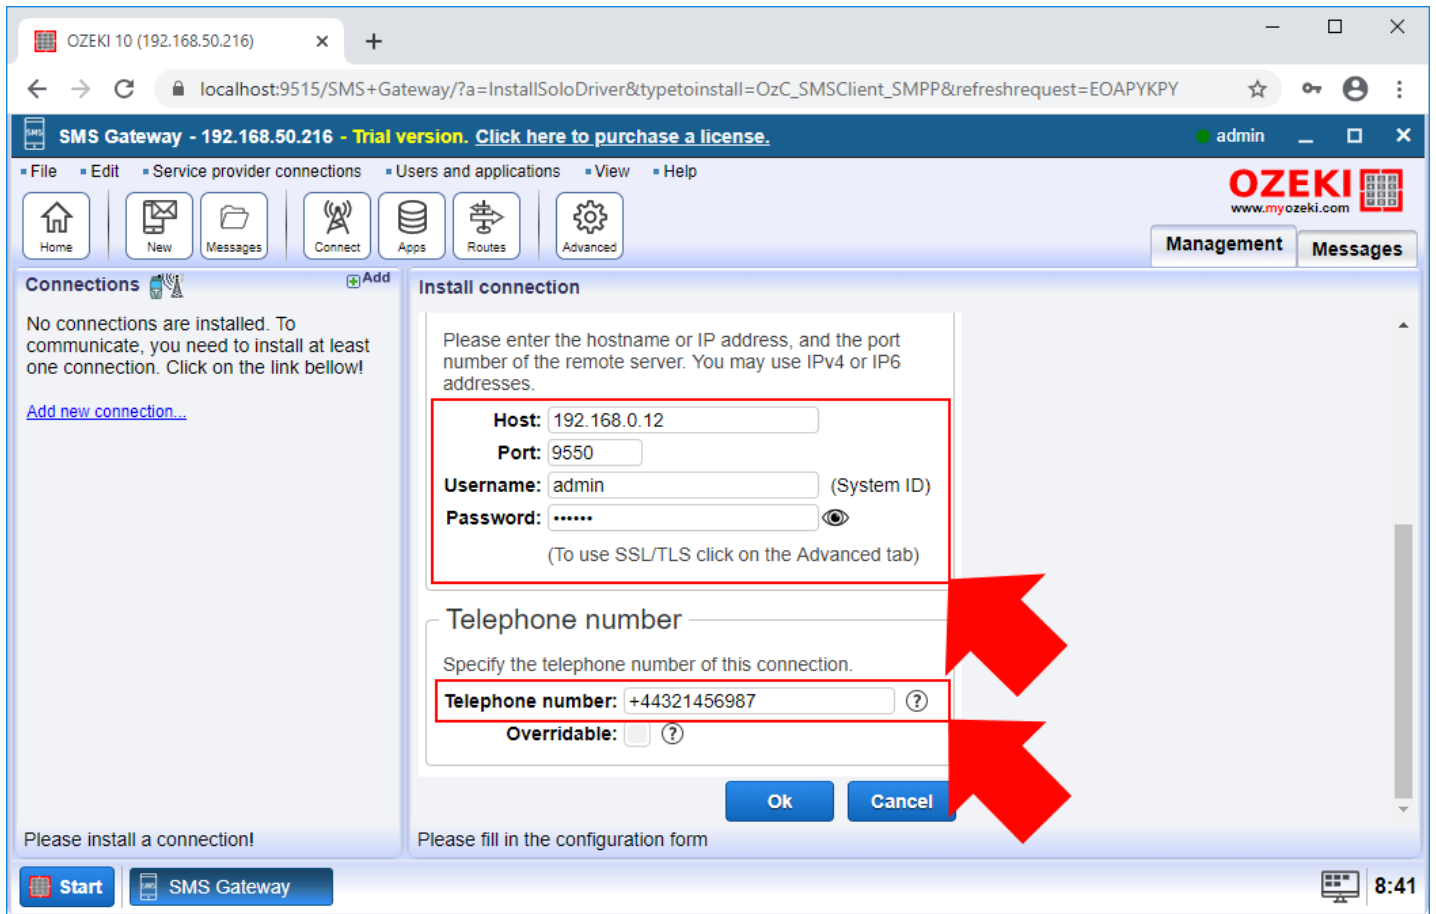 OZEKI 10 (192.168.50.216)
localhost:9515/SMS+Gateway/?a=InstallSoloDriver&typetoinstall=OzC_SMSClient_SMPP&refreshrequest=EOAPYKPY
SMS
SMS Gateway - 192.168.50.216 - Trial version. Click here to purchase a license.
admin
File Edit Service provider connections Users and applications View Help
OZEKI
www.myozeki.com
Home New Messages Connect Apps Routes Advanced
Management Messages
Connections
Add
No connections are installed. To
communicate, you need to install at least
one connection. Click on the link bellow!
Add new connection...
Please install a connection!
Install connection
Please enter the hostname or IP address, and the port
number of the remote server. You may use IPv4 or IP6
addresses.
Host: 192.168.0.12
Port: 9550
Username: admin (System ID)
Password: ••••••
(To use SSL/TLS click on the Advanced tab)
Telephone number
Specify the telephone number of this connection.
Telephone number: +44321456987 ?
Overridable: ?
Ok Cancel
Please fill in the configuration form
Start
SMS Gateway
8:41